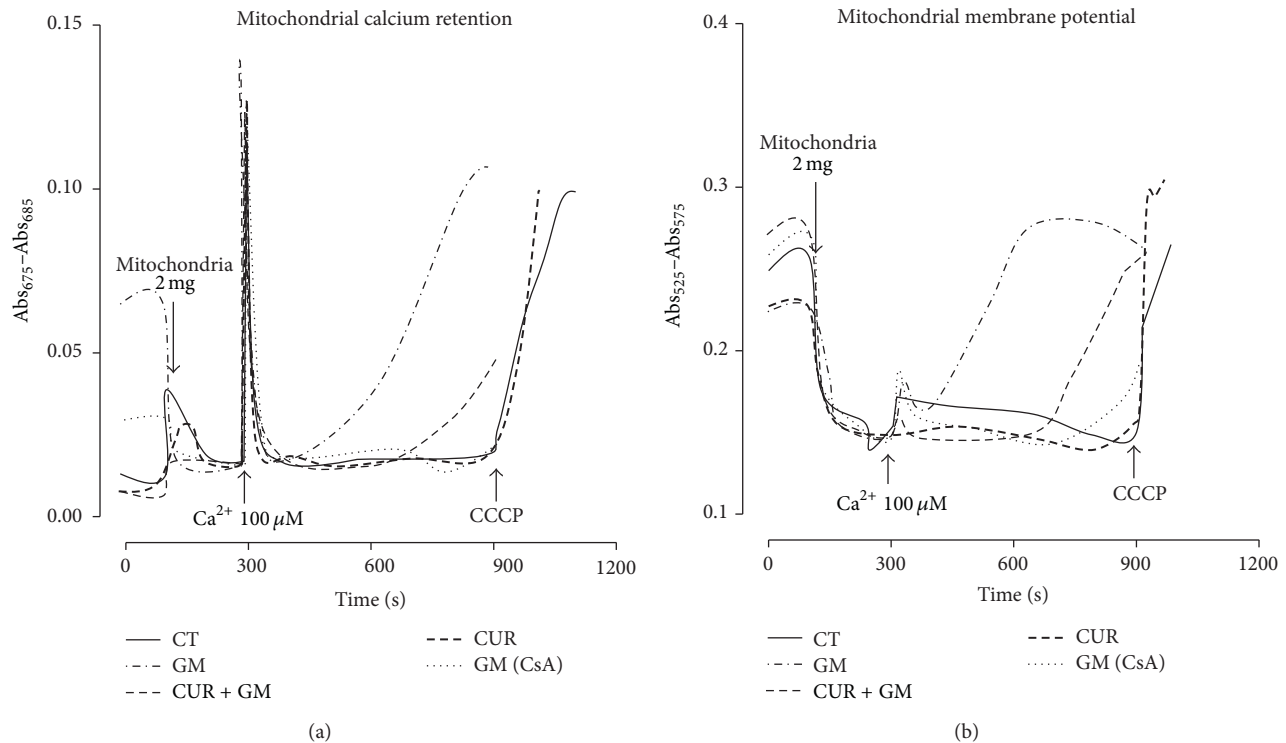 Mitochondrial calcium retention
0.15
0.10
0.05
0.00
Abs675–Abs685
Mitochondria
2 mg
Ca2+ 100 μM
CCCP
0
300
600
900
1200
Time (s)
CT
GM
CUR + GM
CUR
GM (CsA)
(a)
Mitochondrial membrane potential
0.4
0.3
0.2
0.1
Abs525–Abs575
Mitochondria
2 mg
Ca2+ 100 μM
CCCP
0
300
600
900
1200
Time (s)
CT
GM
CUR + GM
CUR
GM (CsA)
(b)